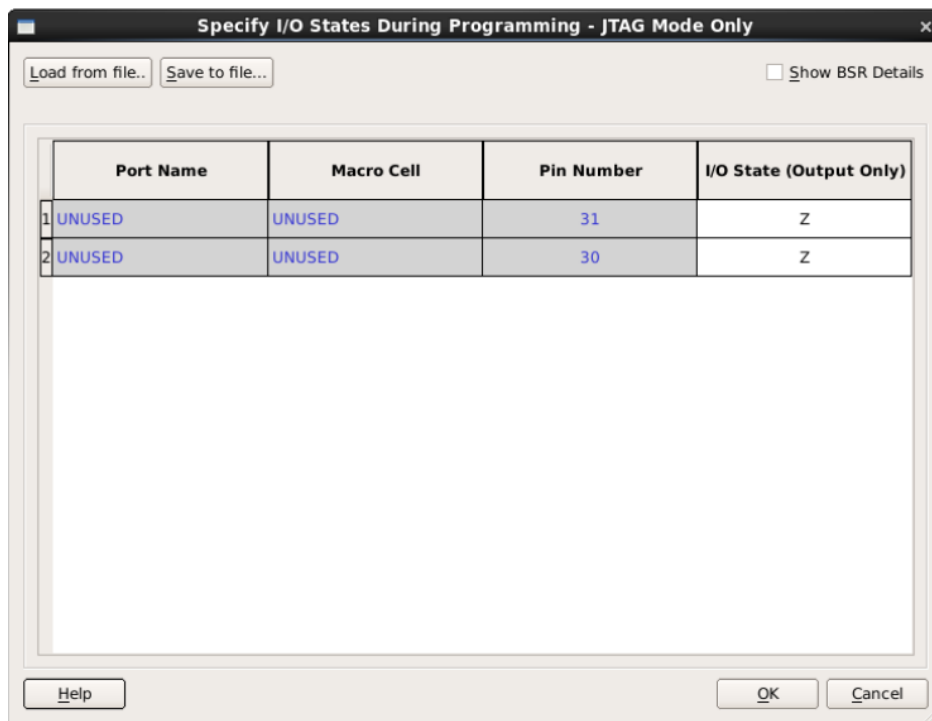 Specify I/O States During Programming - JTAG Mode Only
Load from file.. Save to file... Show BSR Details
Port Name Macro Cell Pin Number I/O State (Output Only)
1 UNUSED UNUSED 31 Z
2 UNUSED UNUSED 30 Z
Help OK Cancel